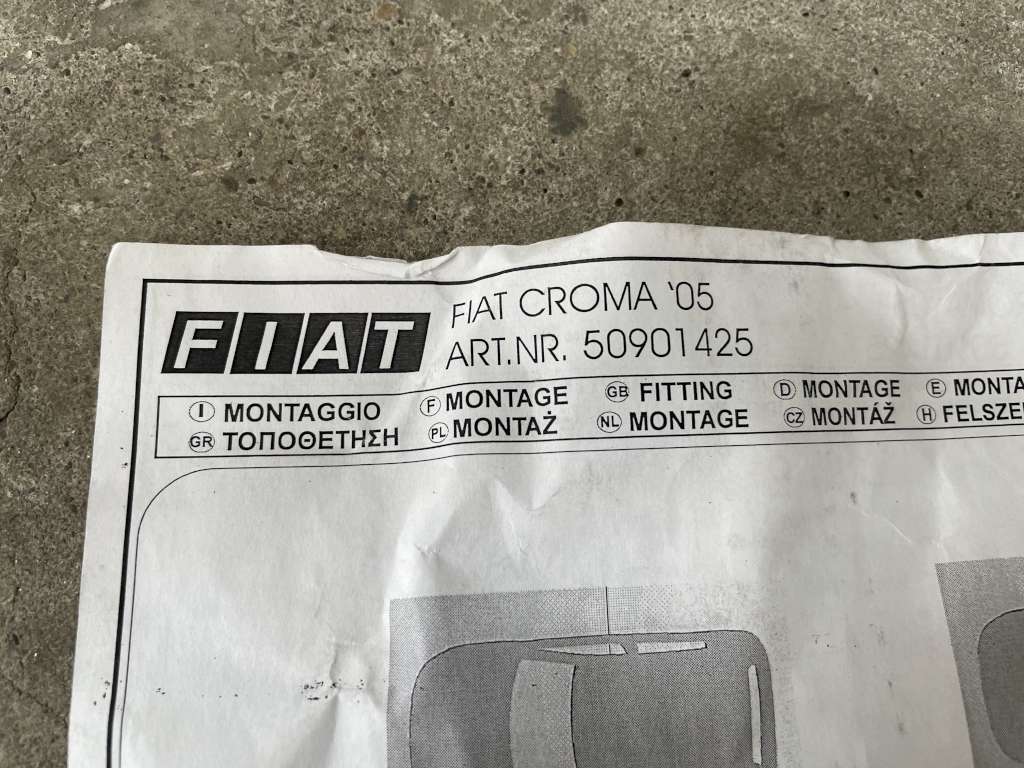 FIAT
FIAT CROMA '05
ART.NR. 50901425
I MONTAGGIO F MONTAGE GB FITTING D MONTAGE E MONTA
GR ΤΟΠΟΘΕΤΗΣΗ PL MONTAŻ NL MONTAGE CZ MONTÁŽ H FELSZE